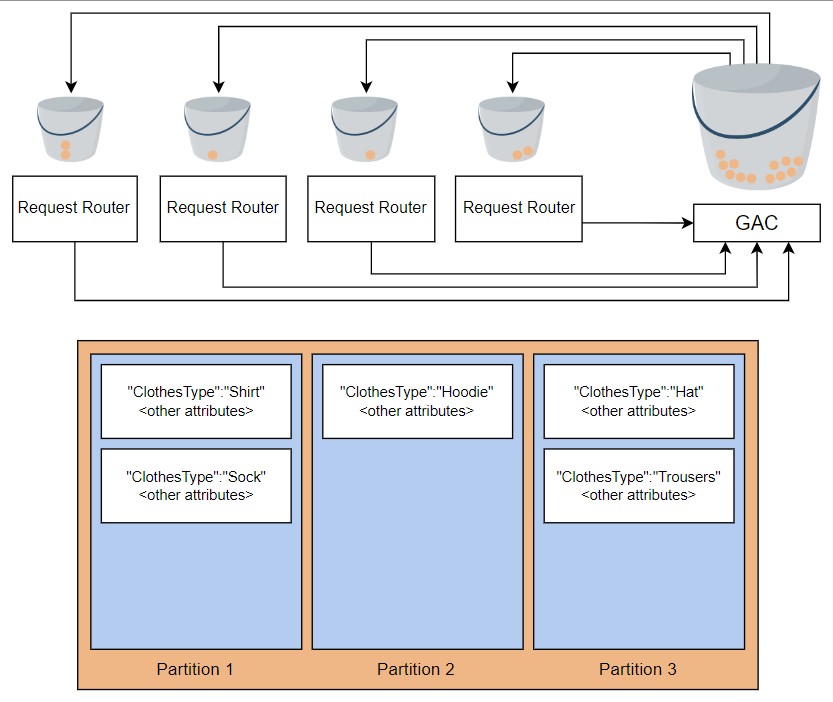 Request Router
Request Router
Request Router
Request Router
GAC
"ClothesType":"Shirt"
<other attributes>
"ClothesType":"Sock"
<other attributes>
Partition 1
"ClothesType":"Hoodie"
<other attributes>
Partition 2
"ClothesType":"Hat"
<other attributes>
"ClothesType":"Trousers"
<other attributes>
Partition 3